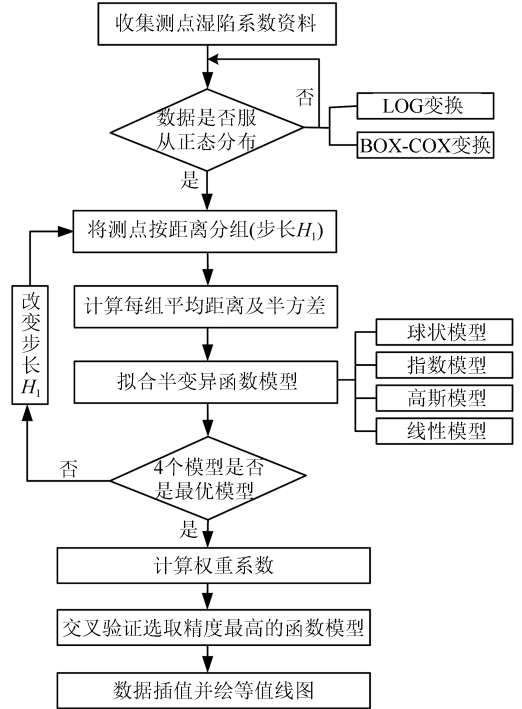 收集测点湿陷系数资料
否
数据是否服
从正态分布
LOG变换
BOX-COX变换
是
将测点按距离分组(步长H₁)
计算每组平均距离及半方差
改变步长H₁
拟合半变异函数模型
球状模型
指数模型
高斯模型
线性模型
否
4个模型是否
是最优模型
是
计算权重系数
交叉验证选取精度最高的函数模型
数据插值并绘等值线图